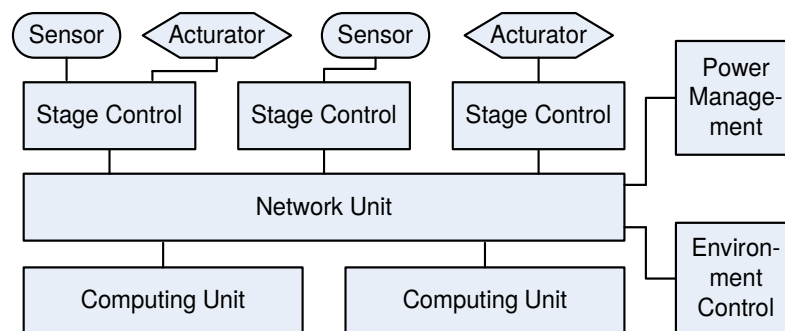 Sensor
Acturator
Sensor
Acturator
Stage Control
Stage Control
Stage Control
Power
Manage-
ment
Network Unit
Computing Unit
Computing Unit
Environ-
ment
Control